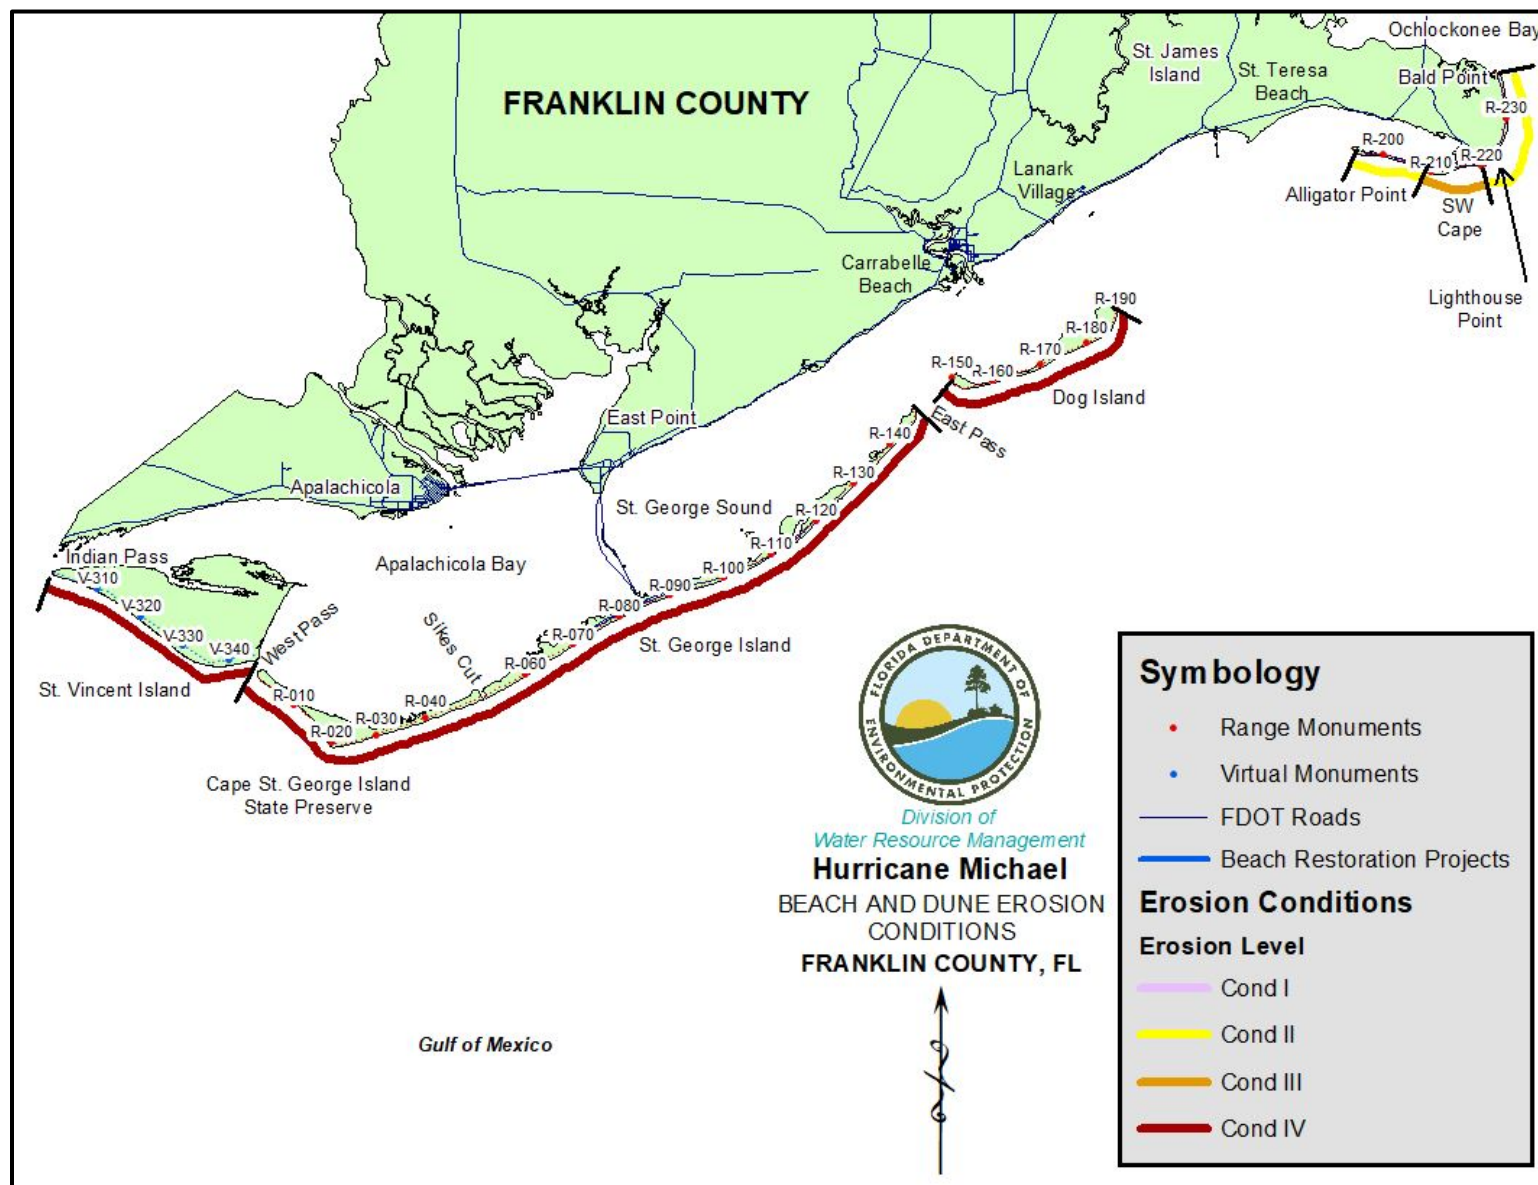 Ochlockonee Bay
St. James
Island
St. Teresa
Beach
Bald Point
FRANKLIN COUNTY
R-230
R-200
R-210
R-220
Lanark
Village
Alligator Point
SW
Cape
Carrabelle
Beach
Lighthouse
Point
R-190
R-180
R-170
R-150
R-160
Dog Island
East Pass
East Point
R-140
R-130
Apalachicola
St. George Sound
R-120
R-110
Indian Pass
Apalachicola Bay
R-100
V-310
R-090
V-320
R-080
West Pass
Sikes Cut
R-070
V-330
V-340
St. George Island
R-060
St. Vincent Island
R-010
R-040
R-030
R-020
Cape St. George Island
State Preserve
FLORIDA DEPARTMENT OF
ENVIRONMENTAL PROTECTION
Division of
Water Resource Management
Hurricane Michael
BEACH AND DUNE EROSION
CONDITIONS
FRANKLIN COUNTY, FL
Gulf of Mexico
Symbology
Range Monuments
Virtual Monuments
FDOT Roads
Beach Restoration Projects
Erosion Conditions
Erosion Level
Cond I
Cond II
Cond III
Cond IV